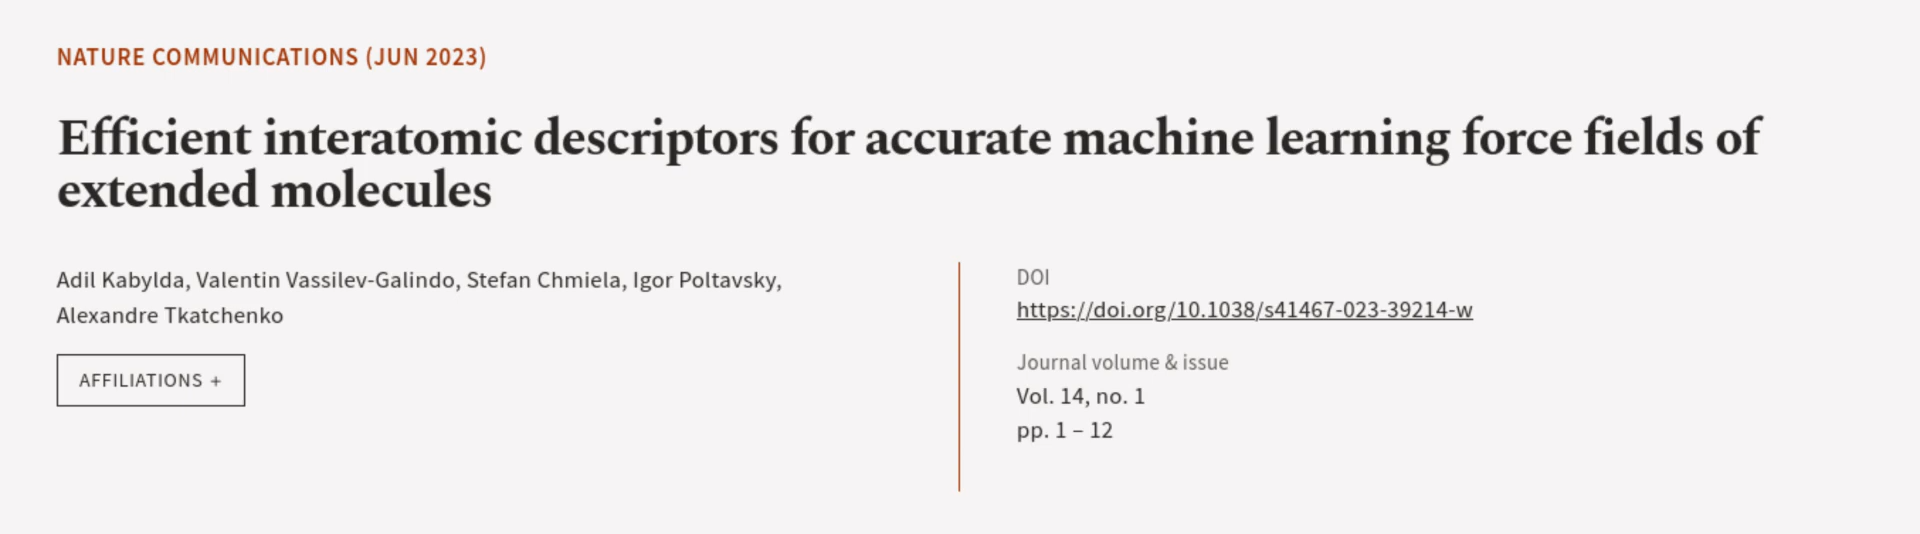 NATURE COMMUNICATIONS (JUN 2023)
Efficient interatomic descriptors for accurate machine learning force fields of
extended molecules
Adil Kabylda, Valentin Vassilev-Galindo, Stefan Chmiela, Igor Poltavsky,
Alexandre Tkatchenko
AFFILIATIONS +
DOI
https://doi.org/10.1038/s41467-023-39214-w
Journal volume & issue
Vol. 14, no. 1
pp. 1 – 12